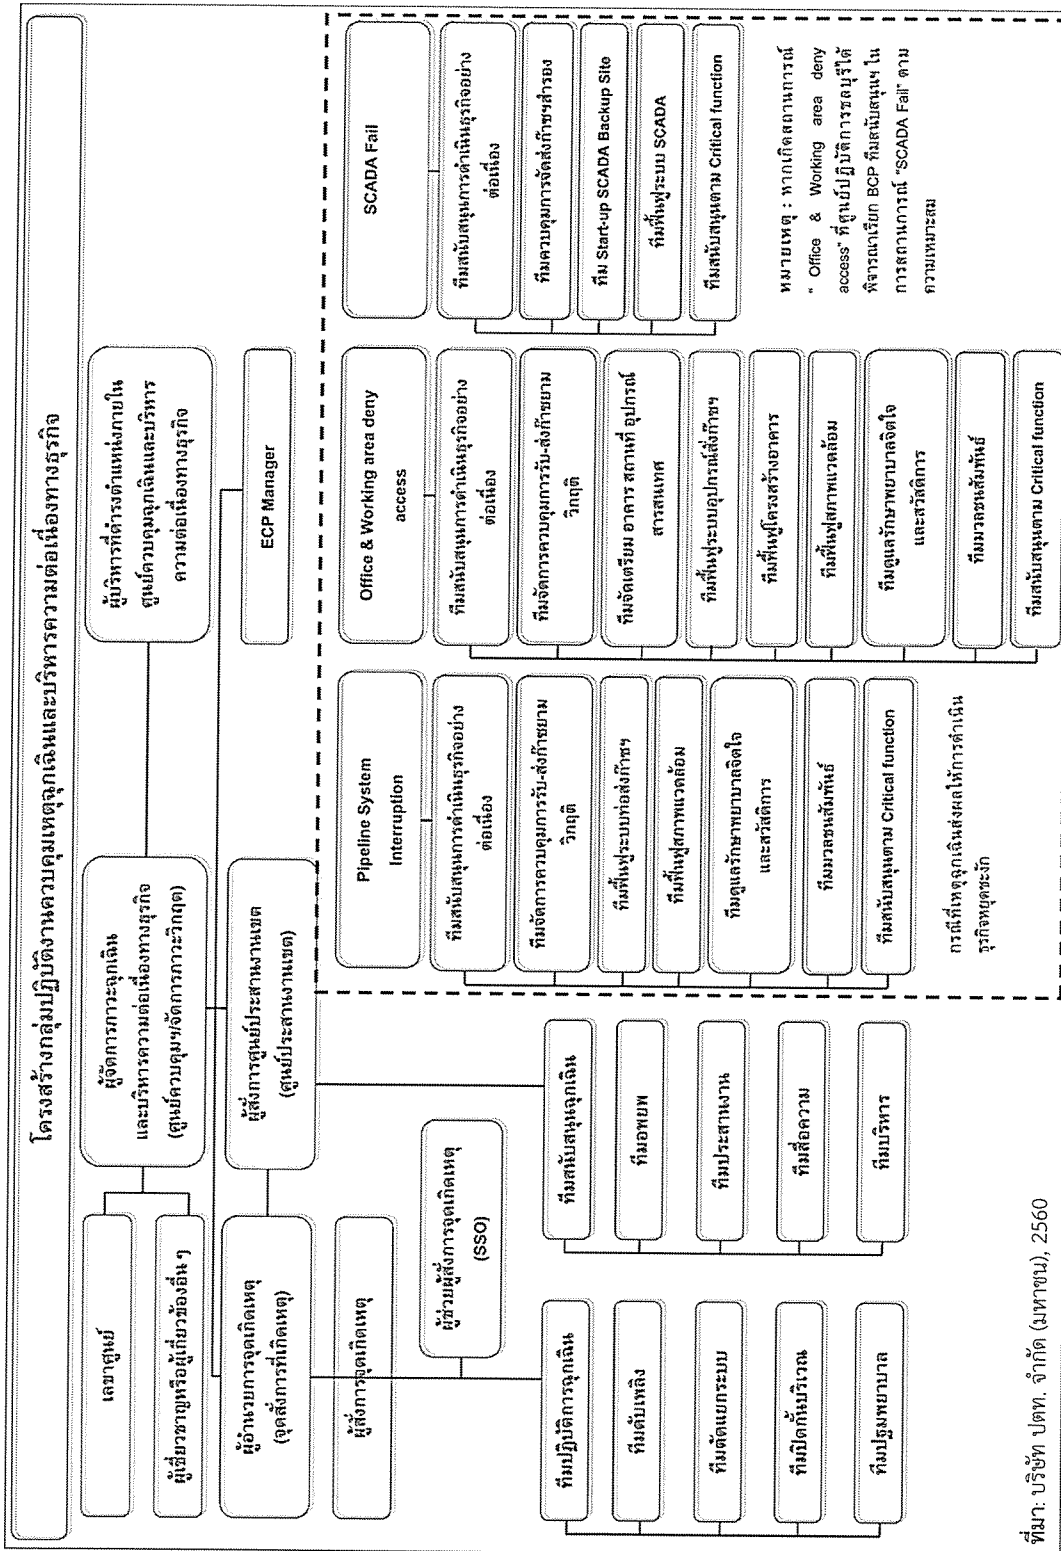 โครงสร้างกลุ่มปฏิบัติงานควบคุมเหตุฉุกเฉินและบริหารความต่อเนื่องทางธุรกิจ
เลขาศูนย์
ผู้เชี่ยวชาญหรือผู้เกี่ยวข้องอื่น ๆ
ผู้จัดการภาวะฉุกเฉิน
และบริหารความต่อเนื่องทางธุรกิจ
(ศูนย์ควบคุมฯ/จัดการภาวะวิกฤต)
ผู้บริหารที่ดำรงตำแหน่งภายใน
ศูนย์ควบคุมฉุกเฉินและบริหาร
ความต่อเนื่องทางธุรกิจ
ผู้อำนวยการจุดเกิดเหตุ
(จุดสั่งการที่เกิดเหตุ)
ผู้สั่งการศูนย์ประสานงานเขต
(ศูนย์ประสานงานเขต)
ECP Manager
ผู้สั่งการจุดเกิดเหตุ
ผู้ช่วยผู้สั่งการจุดเกิดเหตุ
(SSO)
ทีมปฏิบัติการฉุกเฉิน
ทีมดับเพลิง
ทีมตัดแยกระบบ
ทีมปิดกั้นบริเวณ
ทีมปฐมพยาบาล
ทีมสนับสนุนฉุกเฉิน
ทีมอพยพ
ทีมประสานงาน
ทีมสื่อความ
ทีมบริหาร
Pipeline System
Interruption
ทีมสนับสนุนการดำเนินธุรกิจอย่าง
ต่อเนื่อง
ทีมจัดการควบคุมการรับ-ส่งก๊าซยาม
วิกฤติ
ทีมฟื้นฟูระบบท่อส่งก๊าซฯ
ทีมฟื้นฟูสภาพแวดล้อม
ทีมดูแลรักษาพยาบาลจิตใจ
และสวัสดิการ
ทีมมวลชนสัมพันธ์
ทีมสนับสนุนตาม Critical function
กรณีที่เหตุฉุกเฉินส่งผลให้การดำเนิน
ธุรกิจหยุดชะงัก
Office & Working area deny
access
ทีมสนับสนุนการดำเนินธุรกิจอย่าง
ต่อเนื่อง
ทีมจัดการควบคุมการรับ-ส่งก๊าซยาม
วิกฤติ
ทีมจัดเตรียม อาคาร สถานที่ อุปกรณ์
สารสนเทศ
ทีมฟื้นฟูระบบอุปกรณ์ส่งก๊าซฯ
ทีมฟื้นฟูโครงสร้างอาคาร
ทีมฟื้นฟูสภาพแวดล้อม
ทีมดูแลรักษาพยาบาลจิตใจ
และสวัสดิการ
ทีมมวลชนสัมพันธ์
ทีมสนับสนุนตาม Critical function
SCADA Fail
ทีมสนับสนุนการดำเนินธุรกิจอย่าง
ต่อเนื่อง
ทีมควบคุมการจัดส่งก๊าซฯสำรอง
ทีม Start-up SCADA Backup Site
ทีมฟื้นฟูระบบ SCADA
ทีมสนับสนุนตาม Critical function
หมายเหตุ : หากเกิดสถานการณ์
" Office & Working area deny
access" ที่ศูนย์ปฏิบัติการชลบุรีได้
พิจารณาเรียก BCP ทีมสนับสนุนฯ ใน
การสถานการณ์ "SCADA Fail" ตาม
ความเหมาะสม
ที่มา: บริษัท ปตท. จำกัด (มหาชน), 2560